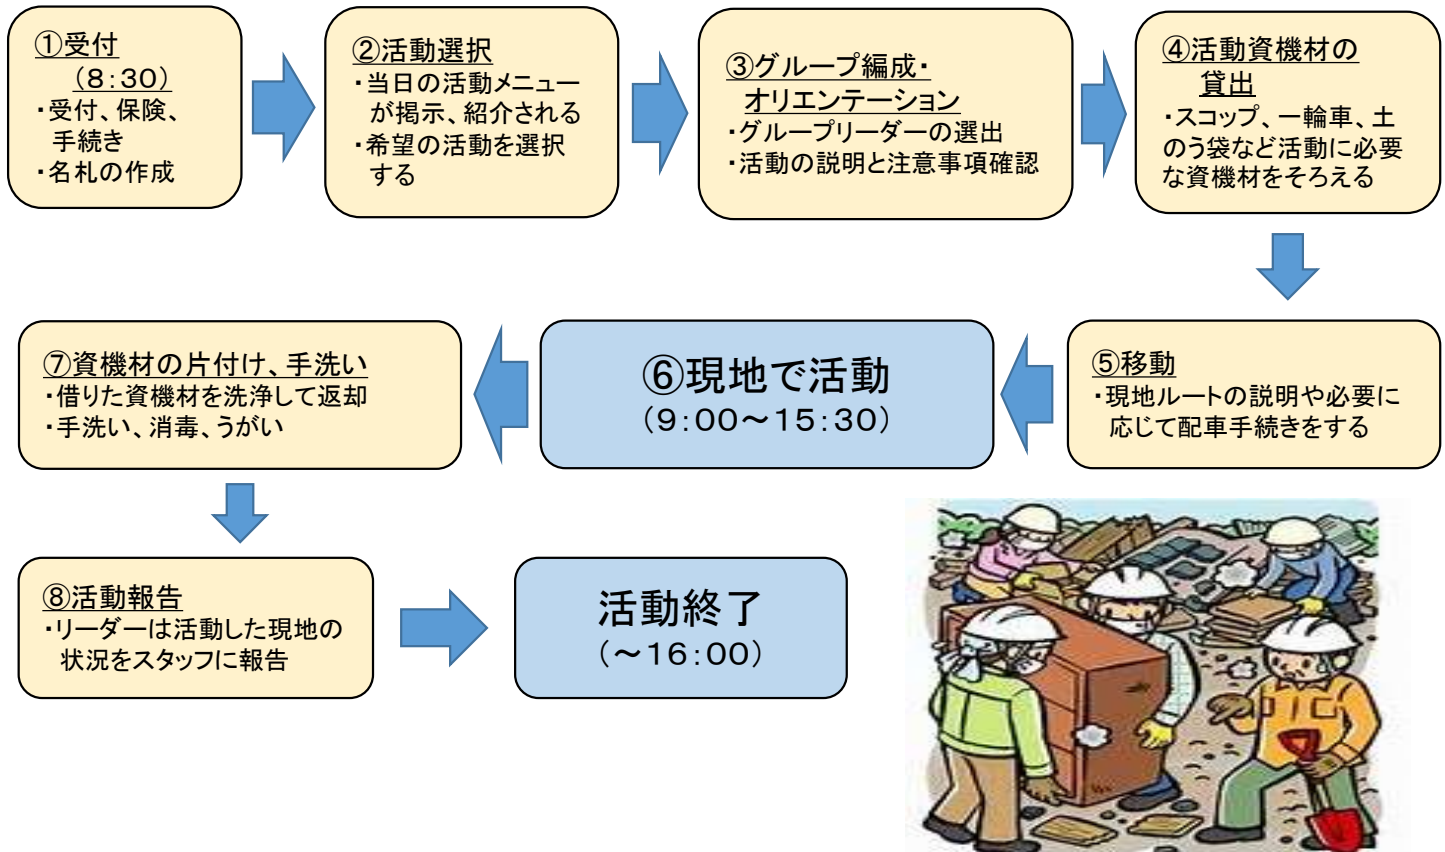 ①受付
(8:30)
・受付、保険、
手続き
・名札の作成
②活動選択
・当日の活動メニュー
が掲示、紹介される
・希望の活動を選択
する
③グループ編成・
オリエンテーション
・グループリーダーの選出
・活動の説明と注意事項確認
④活動資機材の
貸出
・スコップ、一輪車、土
のう袋など活動に必要
な資機材をそろえる
⑤移動
・現地ルートの説明や必要に
応じて配車手続きをする
⑥現地で活動
(9:00～15:30)
⑦資機材の片付け、手洗い
・借りた資機材を洗浄して返却
・手洗い、消毒、うがい
⑧活動報告
・リーダーは活動した現地の
状況をスタッフに報告
活動終了
(～16:00)